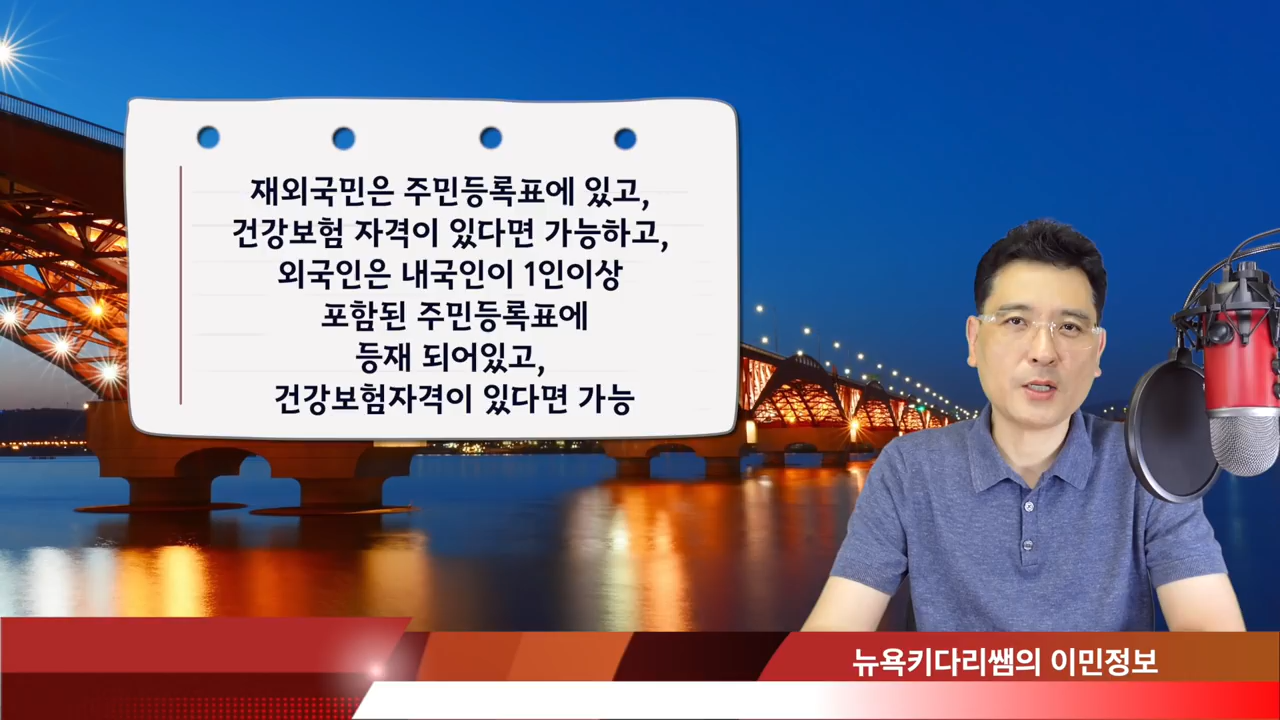 재외국민은 주민등록표에 있고,
건강보험 자격이 있다면 가능하고,
외국인은 내국인이 1인이상
포함된 주민등록표에
등재 되어있고,
건강보험자격이 있다면 가능
뉴욕키다리쌤의 이민정보